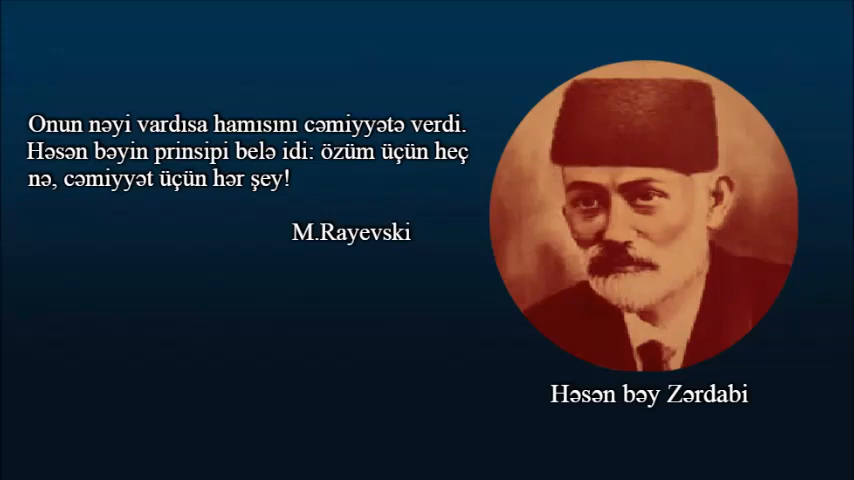 Onun nəyi vardısa hamısını cəmiyyətə verdi.
Həsən bəyin prinsipi belə idi: özüm üçün heç
nə, cəmiyyət üçün hər şey!
M.Rayevski
Həsən bəy Zərdabi